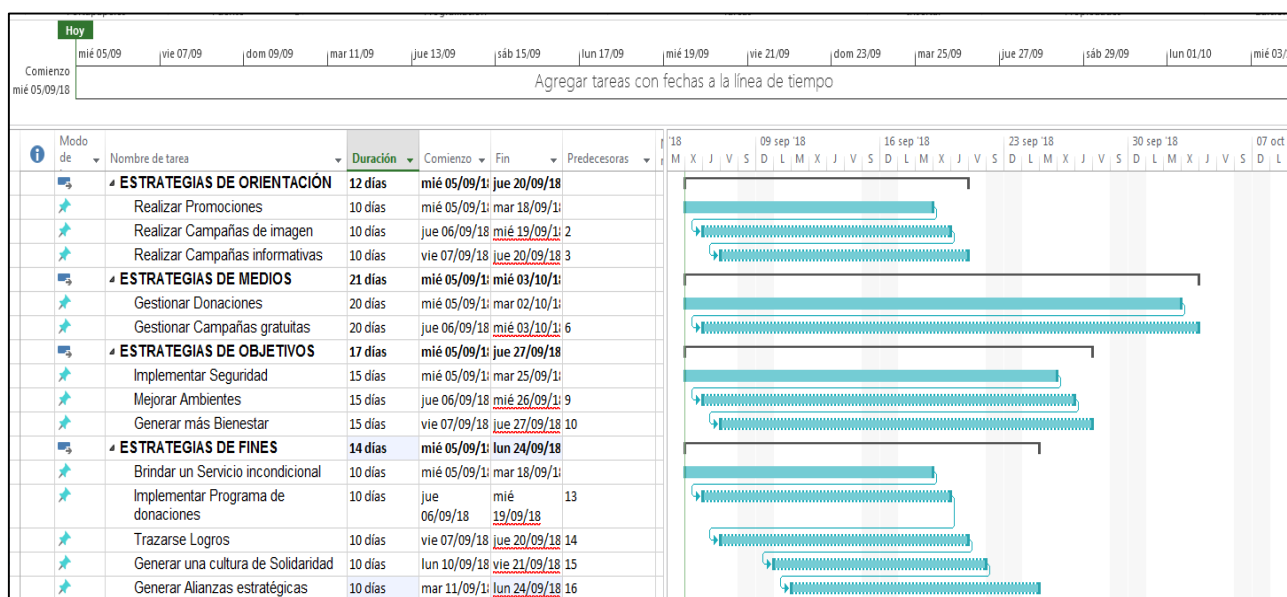 Hoy
mié 05/09 vie 07/09 dom 09/09 mar 11/09 jue 13/09 sáb 15/09 lun 17/09 mié 19/09 vie 21/09 dom 23/09 mar 25/09 jue 27/09 sáb 29/09 lun 01/10 mié 03/
Comienzo
mié 05/09/18
Agregar tareas con fechas a la línea de tiempo
Modo de Nombre de tarea Duración Comienzo Fin Predecesoras
'18 09 sep '18 16 sep '18 23 sep '18 30 sep '18 07 oct
M X J V S D L M X J V S D L M X J V S D L M X J V S D L M X J V S D L
ESTRATEGIAS DE ORIENTACIÓN 12 días mié 05/09/1 jue 20/09/18
Realizar Promociones 10 días mié 05/09/1 mar 18/09/1
Realizar Campañas de imagen 10 días jue 06/09/18 mié 19/09/1 2
Realizar Campañas informativas 10 días vie 07/09/18 jue 20/09/18 3
ESTRATEGIAS DE MEDIOS 21 días mié 05/09/1 mié 03/10/1
Gestionar Donaciones 20 días mié 05/09/1 mar 02/10/1
Gestionar Campañas gratuitas 20 días jue 06/09/18 mié 03/10/1 6
ESTRATEGIAS DE OBJETIVOS 17 días mié 05/09/1 jue 27/09/18
Implementar Seguridad 15 días mié 05/09/1 mar 25/09/1
Mejorar Ambientes 15 días jue 06/09/18 mié 26/09/1 9
Generar más Bienestar 15 días vie 07/09/18 jue 27/09/18 10
ESTRATEGIAS DE FINES 14 días mié 05/09/1 lun 24/09/18
Brindar un Servicio incondicional 10 días mié 05/09/1 mar 18/09/1
Implementar Programa de donaciones 10 días jue 06/09/18 mié 19/09/18 13
Trazarse Logros 10 días vie 07/09/18 jue 20/09/18 14
Generar una cultura de Solidaridad 10 días lun 10/09/18 vie 21/09/18 15
Generar Alianzas estratégicas 10 días mar 11/09/1 lun 24/09/18 16